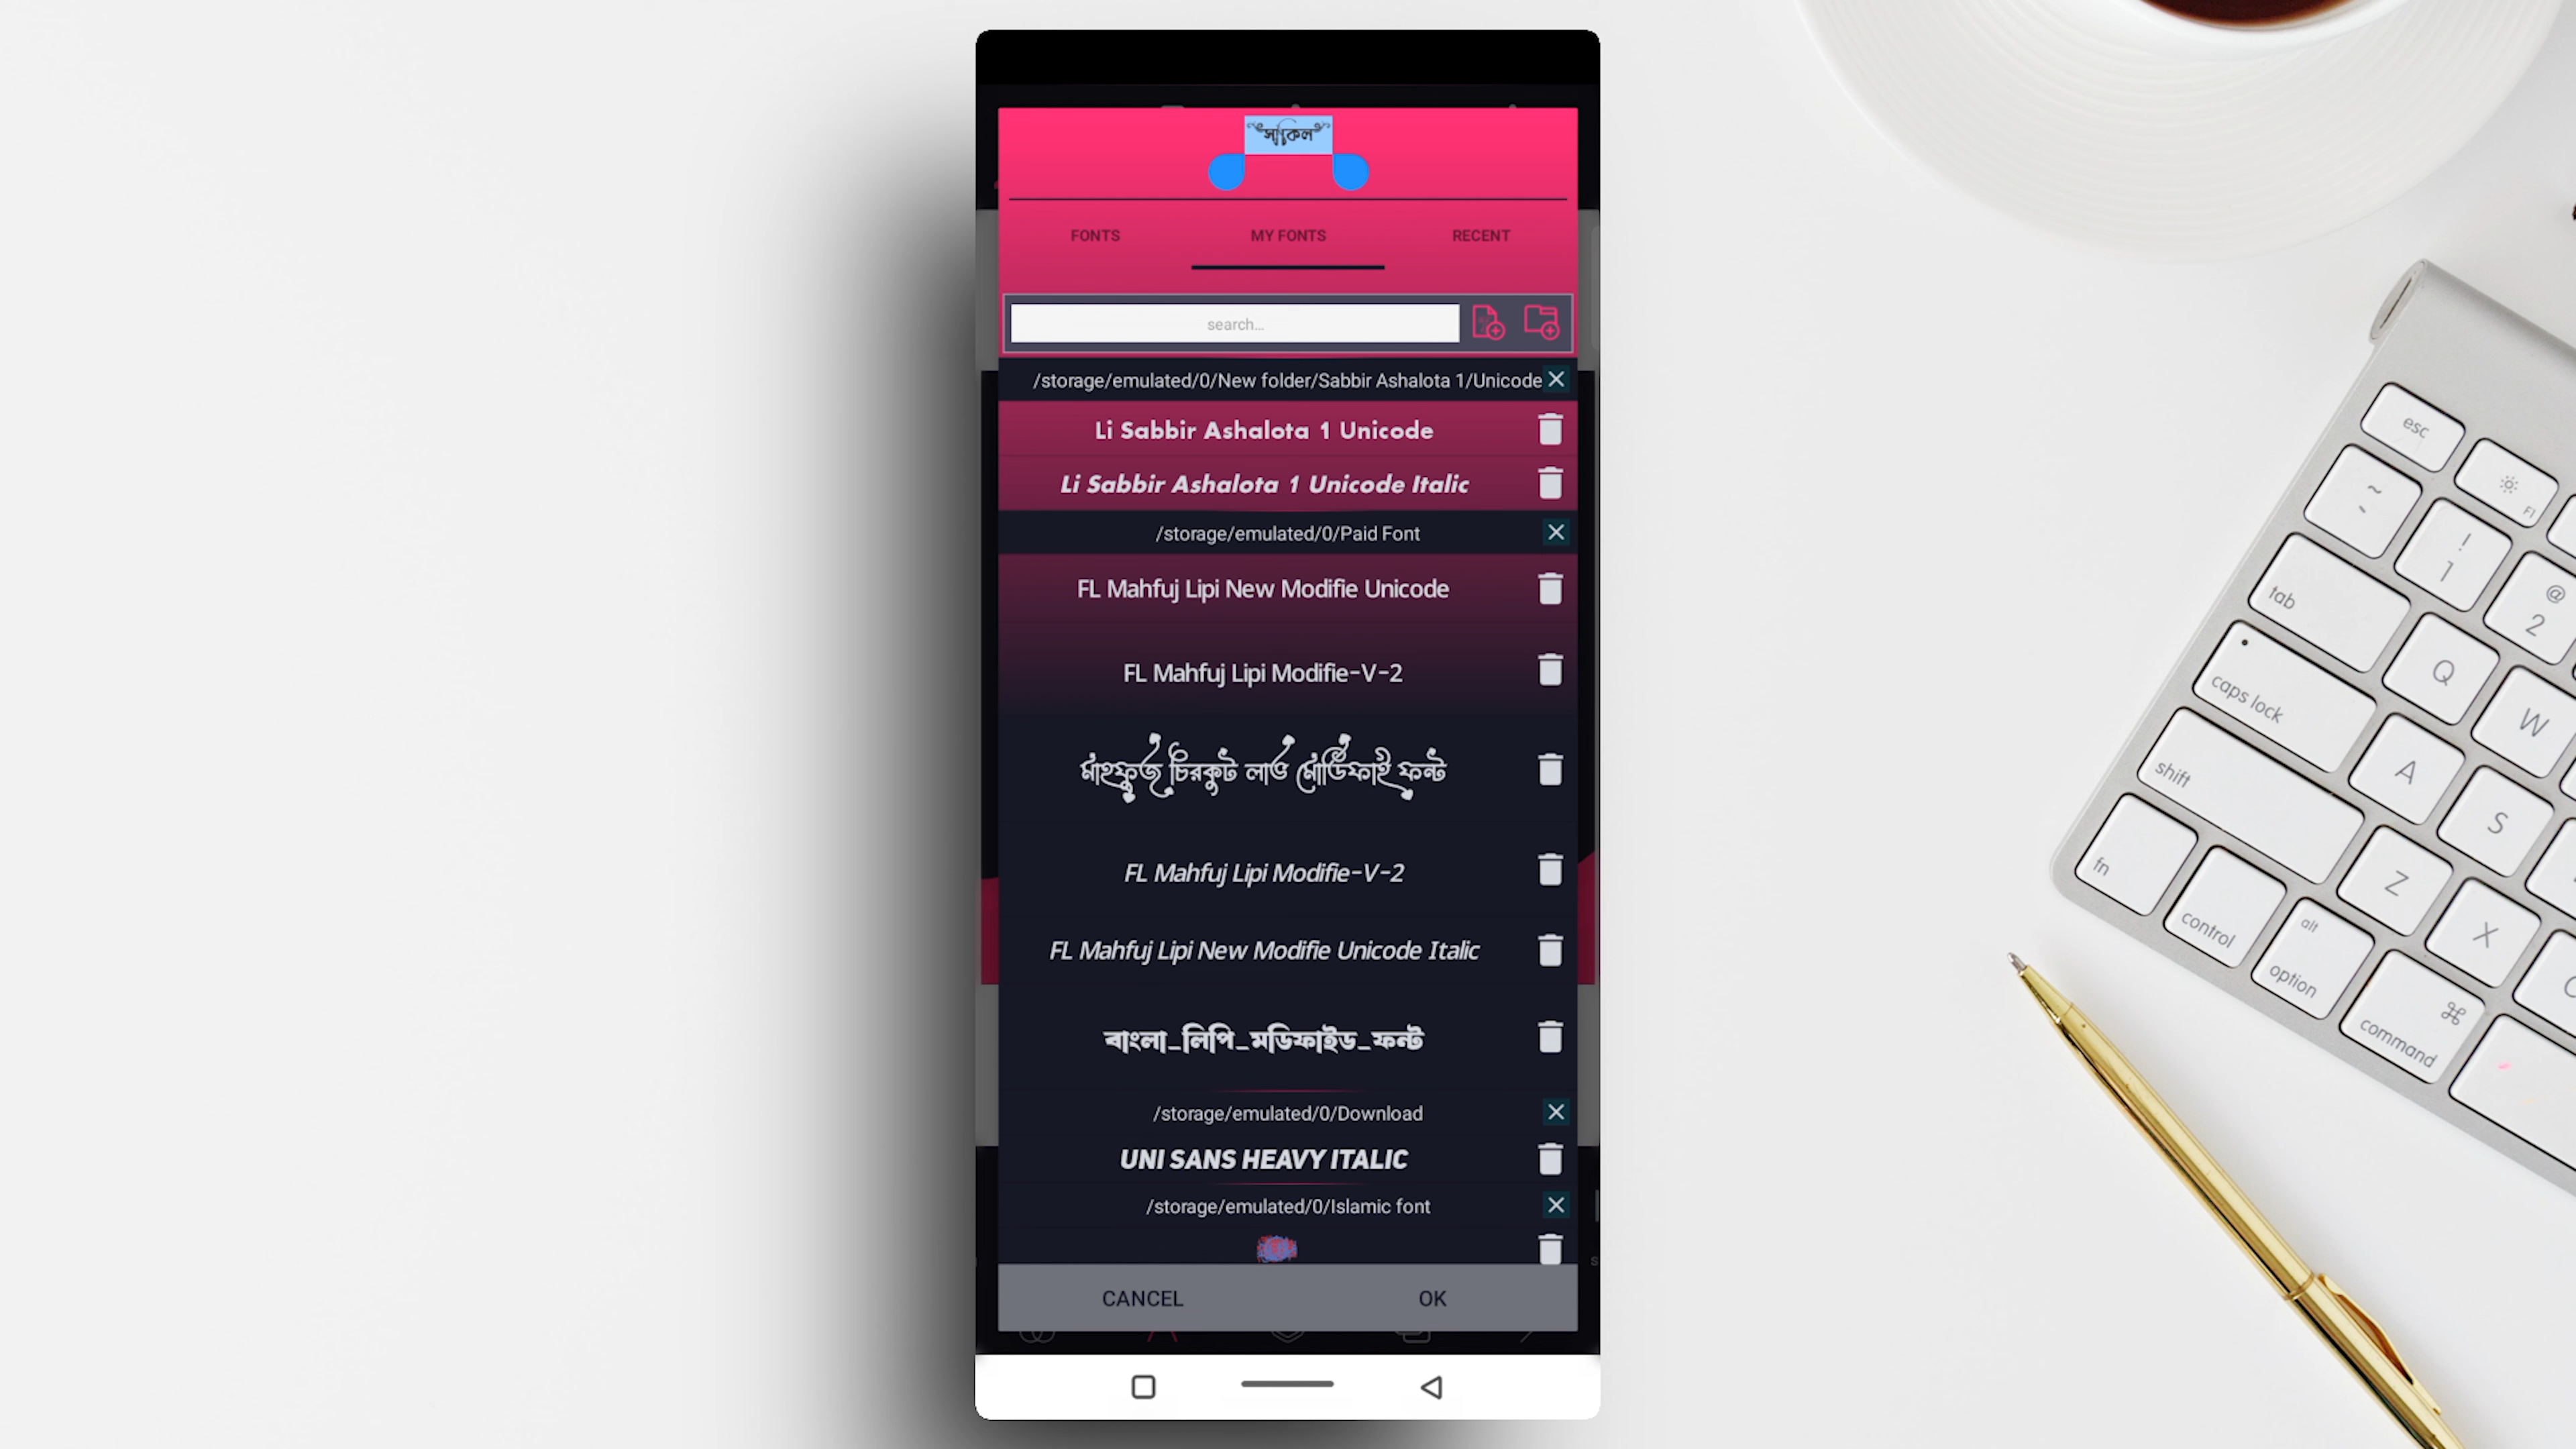 সাকিল
FONTS
MY FONTS
RECENT
search...
/storage/emulated/0/New folder/Sabbir Ashalota 1/Unicode
Li Sabbir Ashalota 1 Unicode
Li Sabbir Ashalota 1 Unicode Italic
/storage/emulated/0/Paid Font
FL Mahfuj Lipi New Modifie Unicode
FL Mahfuj Lipi Modifie-V-2
মাহফুজ চিরকুট লাভ মোডিফাই ফন্ট
FL Mahfuj Lipi Modifie-V-2
FL Mahfuj Lipi New Modifie Unicode Italic
বাংলা_লিপি_মডিফাইড_ফন্ট
/storage/emulated/0/Download
UNI SANS HEAVY ITALIC
/storage/emulated/0/Islamic font
CANCEL
OK
esc
F1
~
!
1
@
2
tab
Q
W
caps lock
A
S
shift
Z
X
fn
control
alt
option
⌘
command